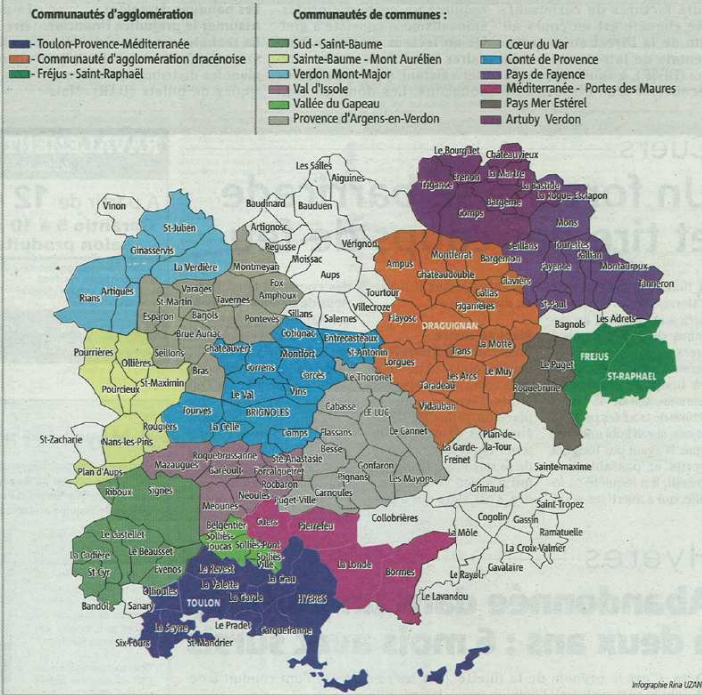 Communautés d'agglomération
- Toulon-Provence-Méditerranée
- Communauté d'agglomération dracénoise
- Fréjus - Saint-Raphaël
Communautés de communes :
Sud - Saint-Baume
Sainte-Baume - Mont Aurélien
Verdon Mont-Major
Val d'Issole
Vallée du Gapeau
Provence d'Argens-en-Verdon
Cœur du Var
Conté de Provence
Pays de Fayence
Méditerranée - Portes des Maures
Pays Mer Estérel
Artuby Verdon
Le Bourguet
Châteauvieux
Brenon
La Martre
Trigance
La Bastide
La Roque-Esclapon
Bargème
Comps
Mons
Les Salles
Aiguines
Vinon
Baudinard
Bauduen
St-Julien
Artignosc
Regusse
Vérignon
Ginasservis
Moissac
Montferrat
Bargemon
Seillans
Tourettes
Callian
La Verdière
Montmeyan
Aups
Ampus
Chateaudouble
Fayence
Montauroux
Fox
Amphoux
Claviers
Tanneron
Rians
Artigues
Varages
St-Martin
Tavernes
Tourtour
Callas
Figanières
St-Paul
Villecroze
Esparon
Barjols
Ponteves
Sillans
Salernes
Flayosc
DRAGUIGNAN
Bagnols
Les Adrets
Brue Auriac
Cotignac
Entrecasteaux
Pourrières
Seillons
Chateauvert
Montfort
St-Antonin
Trans
La Motte
FREJUS
Ollières
Bras
Correns
Lorgues
Le Puget
St-Maximin
Carcès
Le Thoronet
Les Arcs
Le Muy
ST-RAPHAEL
Pourcieux
Le Val
Vins
Taradeau
Roquebrune
Tourves
BRIGNOLES
Cabasse
LE LUC
Vidauban
Rougiers
La Celle
Camps
Flassans
Le Cannet
St-Zacharie
Nans-les-Pins
Besse
La Garde-
Freinet
Plan-de-
la-Tour
Roque-brussanne
Ste-Anastasie
Plan d'Aups
Mazaugues
Garéoult
Forcalqueiret
Gonfaron
Sainte-maxime
Rocbaron
Pignans
Les Mayons
Riboux
Signes
Neoules
Carnoules
Grimaud
Méounes
Puget-Ville
Saint-Tropez
Cuers
Pierrefeu
Collobrières
Cogolin
Gassin
Belgentier
Le Castellet
Solliès-
Toucas
Solliès-Pont
La Môle
Ramatuelle
La Cadière
Le Beausset
Solliès-
Ville
La Croix-Valmer
St-Cyr
Evenos
Le Revest
La Crau
La Londe
Bormes
Le Rayol
Cavalaire
Ollioules
La Valette
Bandol
Sanary
TOULON
La Garde
HYERES
Le Lavandou
La Seyne
Le Pradet
Six-Fours
St-Mandrier
Carqueiranne
Infographie Rina UZAN